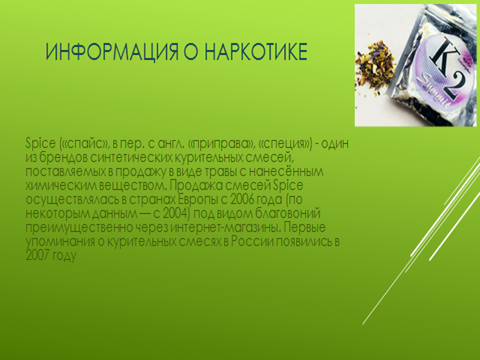 ИНФОРМАЦИЯ О НАРКОТИКЕ
K2
Summit
Spice («спайс», в пер. с англ. «приправа», «специя») - один
из брендов синтетических курительных смесей,
поставляемых в продажу в виде травы с нанесённым
химическим веществом. Продажа смесей Spice
осуществлялась в странах Европы с 2006 года (по
некоторым данным — с 2004) под видом благовоний
преимущественно через интернет-магазины. Первые
упоминания о курительных смесях в России появились в
2007 году